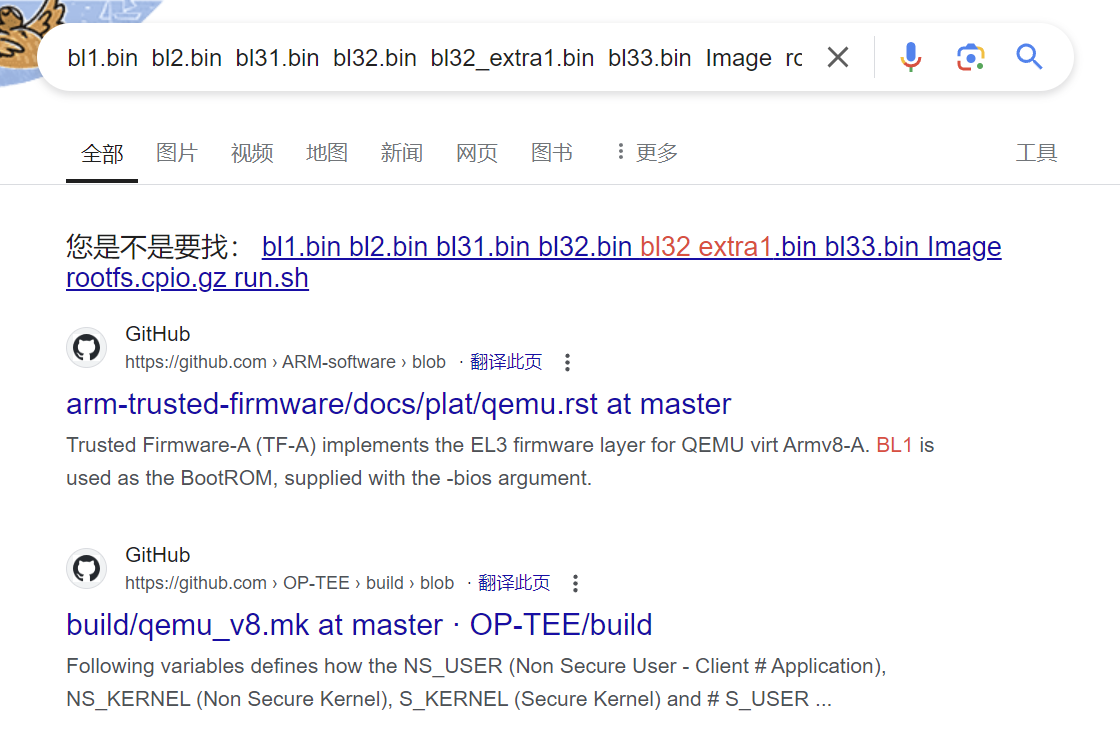 bl1.bin bl2.bin bl31.bin bl32.bin bl32_extra1.bin bl33.bin Image ro
全部 图片 视频 地图 新闻 网页 图书 更多 工具
您是不是要找： bl1.bin bl2.bin bl31.bin bl32.bin bl32 extra1.bin bl33.bin Image
rootfs.cpio.gz run.sh
GitHub
https://github.com › ARM-software › blob · 翻译此页
arm-trusted-firmware/docs/plat/qemu.rst at master
Trusted Firmware-A (TF-A) implements the EL3 firmware layer for QEMU virt Armv8-A. BL1 is
used as the BootROM, supplied with the -bios argument.
GitHub
https://github.com › OP-TEE › build › blob · 翻译此页
build/qemu_v8.mk at master · OP-TEE/build
Following variables defines how the NS_USER (Non Secure User - Client # Application),
NS_KERNEL (Non Secure Kernel), S_KERNEL (Secure Kernel) and # S_USER ...